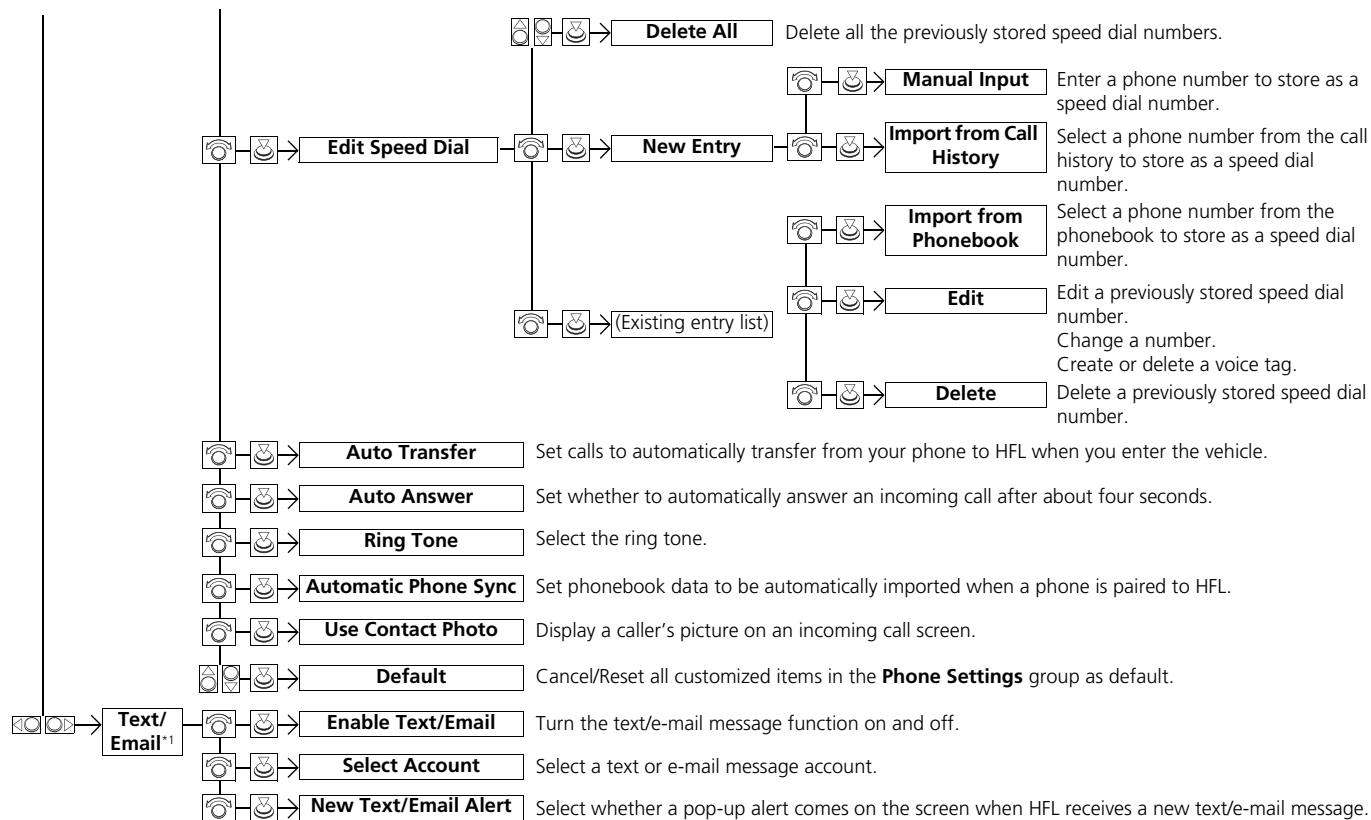 Delete All
Delete all the previously stored speed dial numbers.
Manual Input
Enter a phone number to store as a
speed dial number.
Edit Speed Dial
New Entry
Import from Call
History
Select a phone number from the call
history to store as a speed dial
number.
Import from
Phonebook
Select a phone number from the
phonebook to store as a speed dial
number.
(Existing entry list)
Edit
Edit a previously stored speed dial
number.
Change a number.
Create or delete a voice tag.
Delete
Delete a previously stored speed dial
number.
Auto Transfer
Set calls to automatically transfer from your phone to HFL when you enter the vehicle.
Auto Answer
Set whether to automatically answer an incoming call after about four seconds.
Ring Tone
Select the ring tone.
Automatic Phone Sync
Set phonebook data to be automatically imported when a phone is paired to HFL.
Use Contact Photo
Display a caller’s picture on an incoming call screen.
Default
Cancel/Reset all customized items in the Phone Settings group as default.
Text/
Email*1
Enable Text/Email
Turn the text/e-mail message function on and off.
Select Account
Select a text or e-mail message account.
New Text/Email Alert
Select whether a pop-up alert comes on the screen when HFL receives a new text/e-mail message.